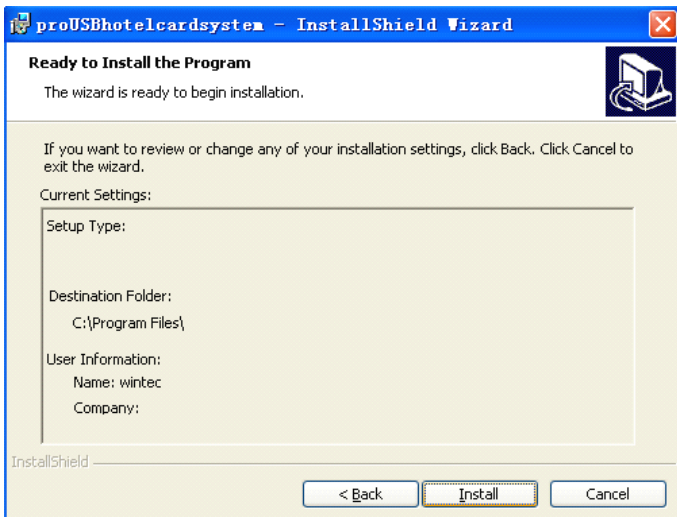 proUSBhotelcardsystem - InstallShield Wizard
Ready to Install the Program
The wizard is ready to begin installation.
If you want to review or change any of your installation settings, click Back. Click Cancel to
exit the wizard.
Current Settings:
Setup Type:
Destination Folder:
C:\Program Files\
User Information:
Name: wintec
Company:
InstallShield
< Back
Install
Cancel